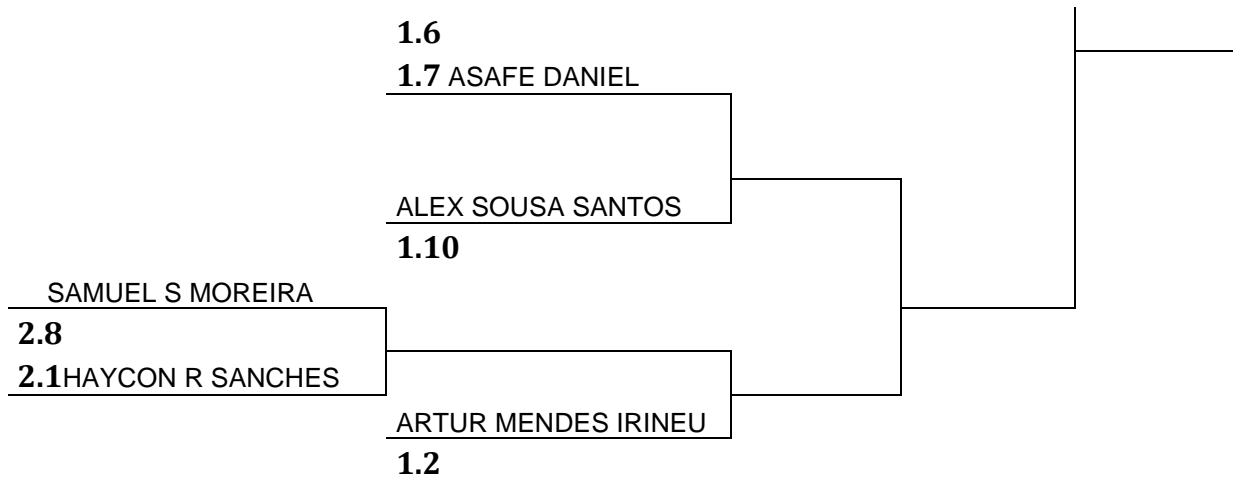 1.6
1.7 ASAFE DANIEL
ALEX SOUSA SANTOS
1.10
SAMUEL S MOREIRA
2.8
2.1HAYCON R SANCHES
ARTUR MENDES IRINEU
1.2